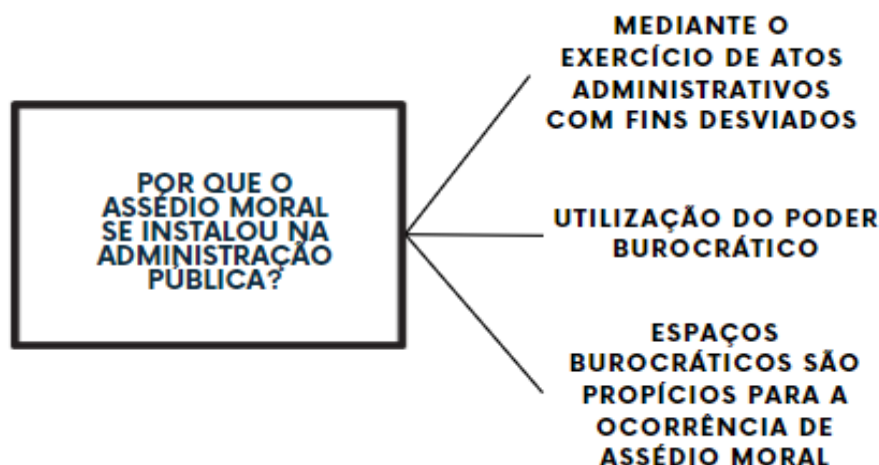 POR QUE O
ASSÉDIO MORAL
SE INSTALOU NA
ADMINISTRAÇÃO
PÚBLICA?
MEDIANTE O
EXERCÍCIO DE ATOS
ADMINISTRATIVOS
COM FINS DESVIADOS
UTILIZAÇÃO DO PODER
BUROCRÁTICO
ESPAÇOS
BUROCRÁTICOS SÃO
PROPÍCIOS PARA A
OCORRÊNCIA DE
ASSÉDIO MORAL